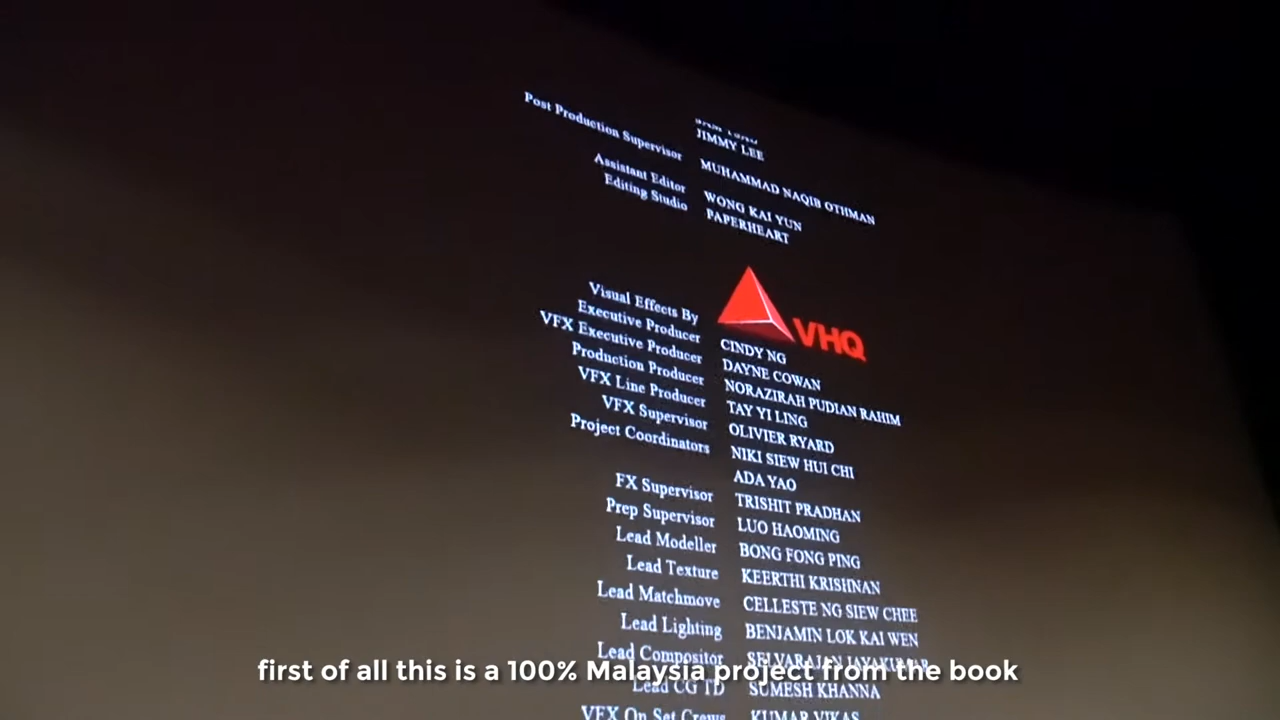 JIMMY LEE
Post Production Supervisor MUHAMMAD NAQIB OTHMAN
Assistant Editor WONG KAI YUN
Editing Studio PAPERHEART
Visual Effects By VHQ
Executive Producer CINDY NG
VFX Executive Producer DAYNE COWAN
Production Producer NORAZIRAH PUDIAN RAHIM
VFX Line Producer TAY YI LING
VFX Supervisor OLIVIER RYARD
Project Coordinators NIKI SIEW HUI CHI
ADA YAO
FX Supervisor TRISHIT PRADHAN
Prep Supervisor LUO HAOMING
Lead Modeller BONG FONG PING
Lead Texture KEERTHI KRISHNAN
Lead Matchmove CELLESTE NG SIEW CHEE
Lead Lighting BENJAMIN LOK KAI WEN
Lead Compositor SELVARAJAN JAYAKUMAR
first of all this is a 100% Malaysia project from the book
Lead CG TD SUMESH KHANNA
VFX On Set Crews KUMAR VIKAS